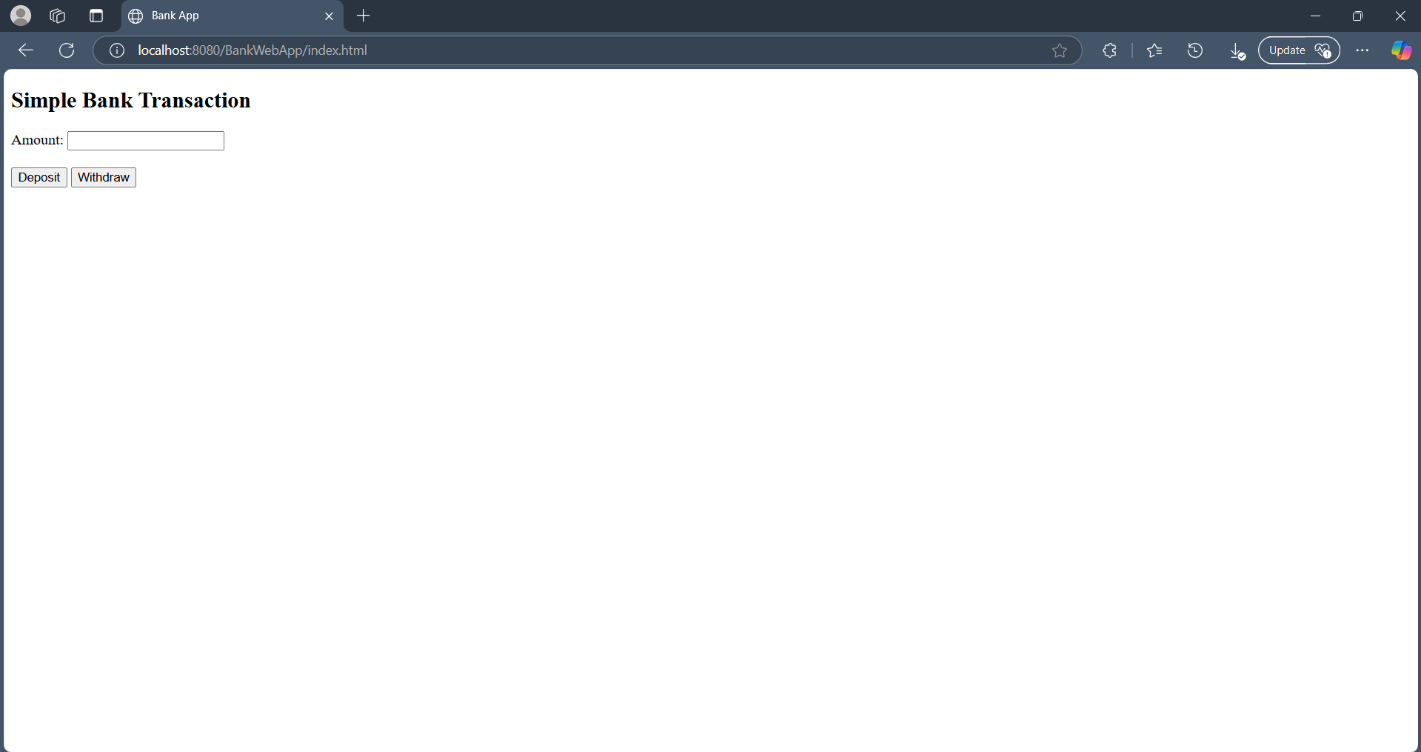 Bank App
localhost:8080/BankWebApp/index.html
Update
Simple Bank Transaction
Amount:
Deposit Withdraw